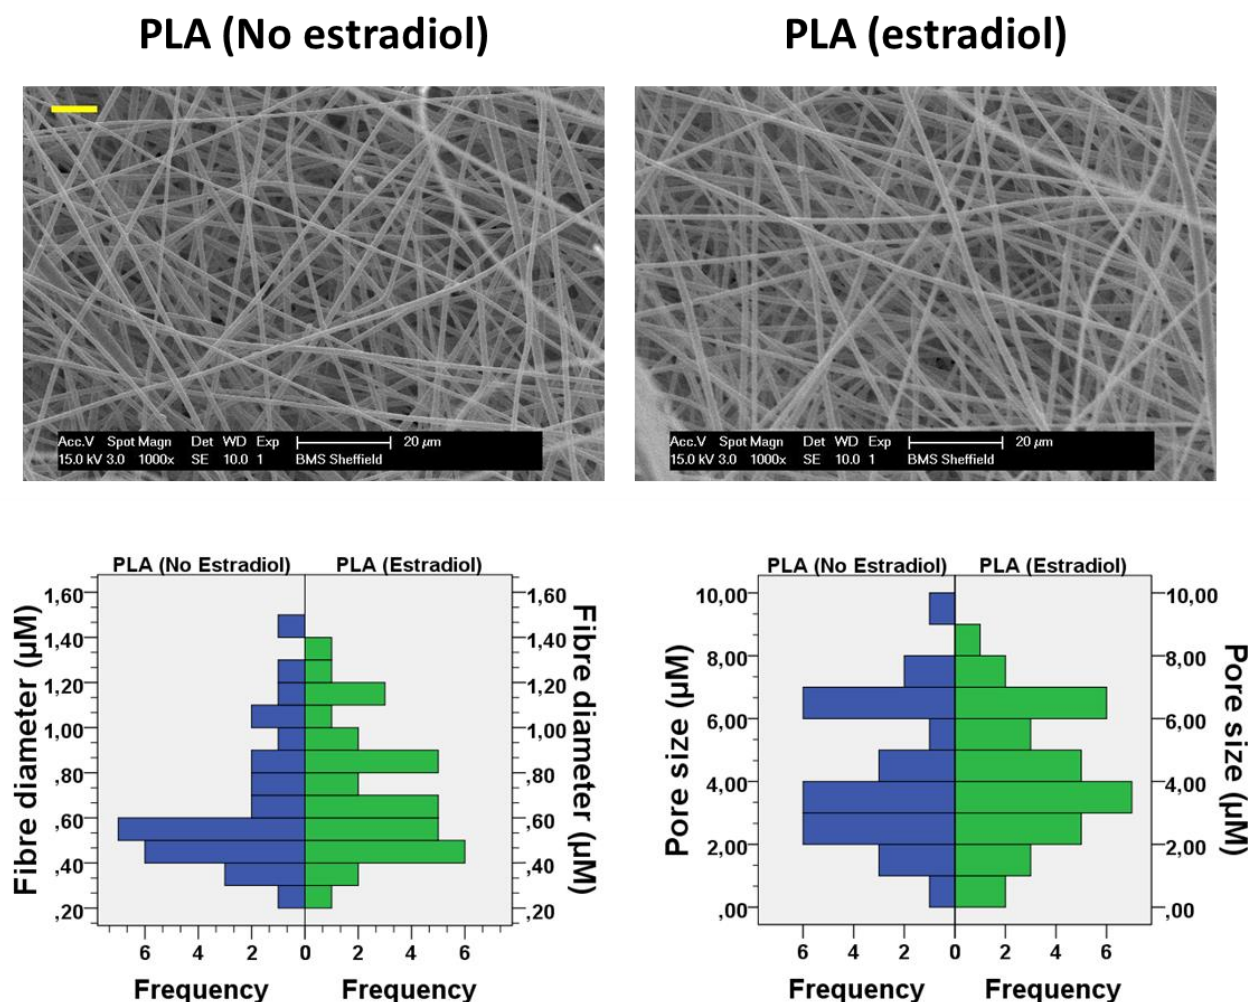 PLA (No estradiol)
PLA (estradiol)
Acc.V Spot Magn Det WD Exp 20 µm
15.0 kV 3.0 1000x SE 10.0 1 BMS Sheffield
Acc.V Spot Magn Det WD Exp 20 µm
15.0 kV 3.0 1000x SE 10.0 1 BMS Sheffield
PLA (No Estradiol) PLA (Estradiol)
Fibre diameter (µM)
1,60
1,40
1,20
1,00
,80
,60
,40
,20
1,60
1,40
1,20
1,00
,80
,60
,40
,20
Fibre diameter (µM)
6 4 2 0 2 4 6
Frequency Frequency
PLA (No Estradiol) PLA (Estradiol)
Pore size (µM)
10,00
8,00
6,00
4,00
2,00
,00
10,00
8,00
6,00
4,00
2,00
,00
Pore size (µM)
6 4 2 0 2 4 6
Frequency Frequency